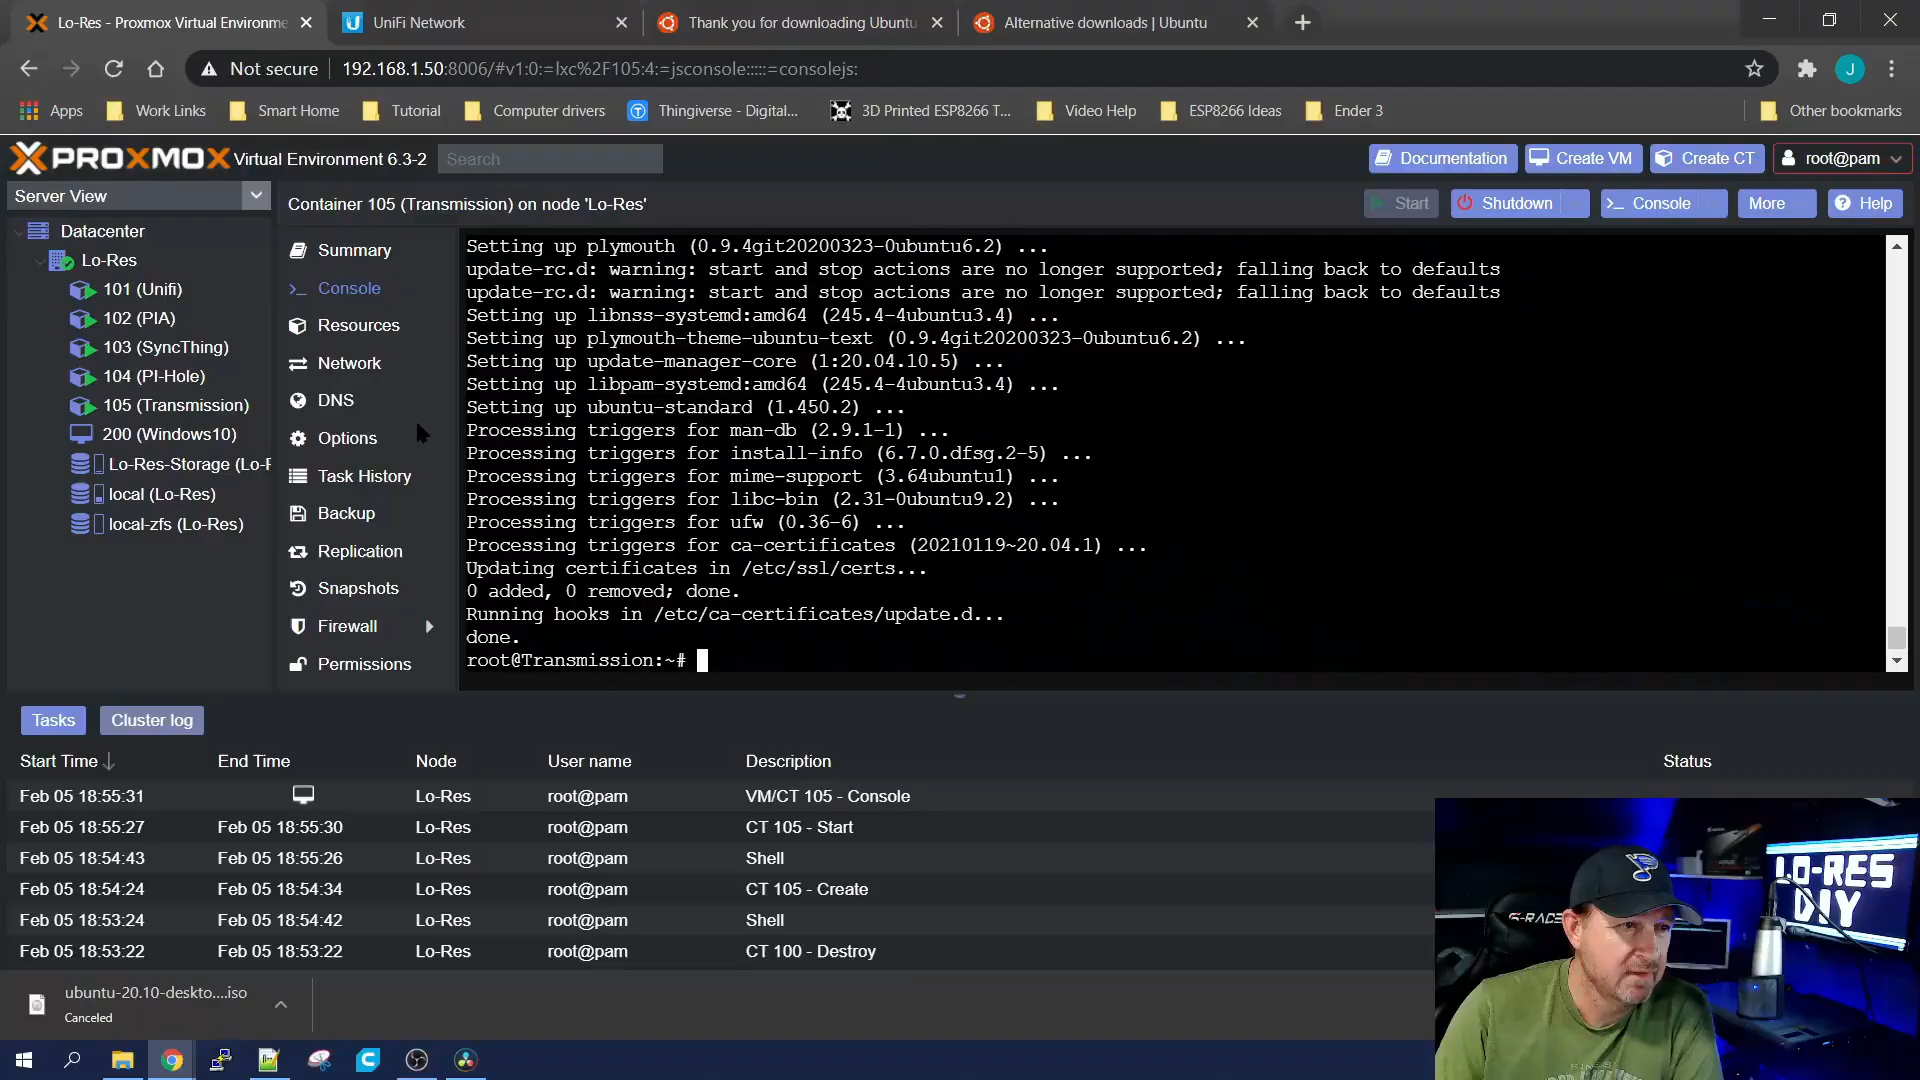 Lo-Res - Proxmox Virtual Environme
UniFi Network
Thank you for downloading Ubuntu
Alternative downloads | Ubuntu
Not secure
192.168.1.50:8006/#v1:0:=lxc%2F105:4:=jsconsole:::::=consolejs:
J
Apps
Work Links
Smart Home
Tutorial
Computer drivers
Thingiverse - Digital...
3D Printed ESP8266 T...
Video Help
ESP8266 Ideas
Ender 3
Other bookmarks
PROXMOX
Virtual Environment 6.3-2
Search
Documentation
Create VM
Create CT
root@pam
Server View
Container 105 (Transmission) on node 'Lo-Res'
Start
Shutdown
Console
More
Help
Datacenter
Lo-Res
101 (Unifi)
102 (PIA)
103 (SyncThing)
104 (PI-Hole)
105 (Transmission)
200 (Windows10)
Lo-Res-Storage (Lo-R
local (Lo-Res)
local-zfs (Lo-Res)
Summary
Console
Resources
Network
DNS
Options
Task History
Backup
Replication
Snapshots
Firewall
Permissions
Setting up plymouth (0.9.4git20200323-0ubuntu6.2) ...
update-rc.d: warning: start and stop actions are no longer supported; falling back to defaults
update-rc.d: warning: start and stop actions are no longer supported; falling back to defaults
Setting up libnss-systemd:amd64 (245.4-4ubuntu3.4) ...
Setting up plymouth-theme-ubuntu-text (0.9.4git20200323-0ubuntu6.2) ...
Setting up update-manager-core (1:20.04.10.5) ...
Setting up libpam-systemd:amd64 (245.4-4ubuntu3.4) ...
Setting up ubuntu-standard (1.450.2) ...
Processing triggers for man-db (2.9.1-1) ...
Processing triggers for install-info (6.7.0.dfsg.2-5) ...
Processing triggers for mime-support (3.64ubuntu1) ...
Processing triggers for libc-bin (2.31-0ubuntu9.2) ...
Processing triggers for ufw (0.36-6) ...
Processing triggers for ca-certificates (20210119~20.04.1) ...
Updating certificates in /etc/ssl/certs...
0 added, 0 removed; done.
Running hooks in /etc/ca-certificates/update.d...
done.
root@Transmission:~#
Tasks
Cluster log
Start Time End Time Node User name Description Status
Feb 05 18:55:31 Lo-Res root@pam VM/CT 105 - Console
Feb 05 18:55:27 Feb 05 18:55:30 Lo-Res root@pam CT 105 - Start
Feb 05 18:54:43 Feb 05 18:55:26 Lo-Res root@pam Shell
Feb 05 18:54:24 Feb 05 18:54:34 Lo-Res root@pam CT 105 - Create
Feb 05 18:53:24 Feb 05 18:54:42 Lo-Res root@pam Shell
Feb 05 18:53:22 Feb 05 18:53:22 Lo-Res root@pam CT 100 - Destroy
LO-RES
DIY
ubuntu-20.10-deskto....iso
Canceled